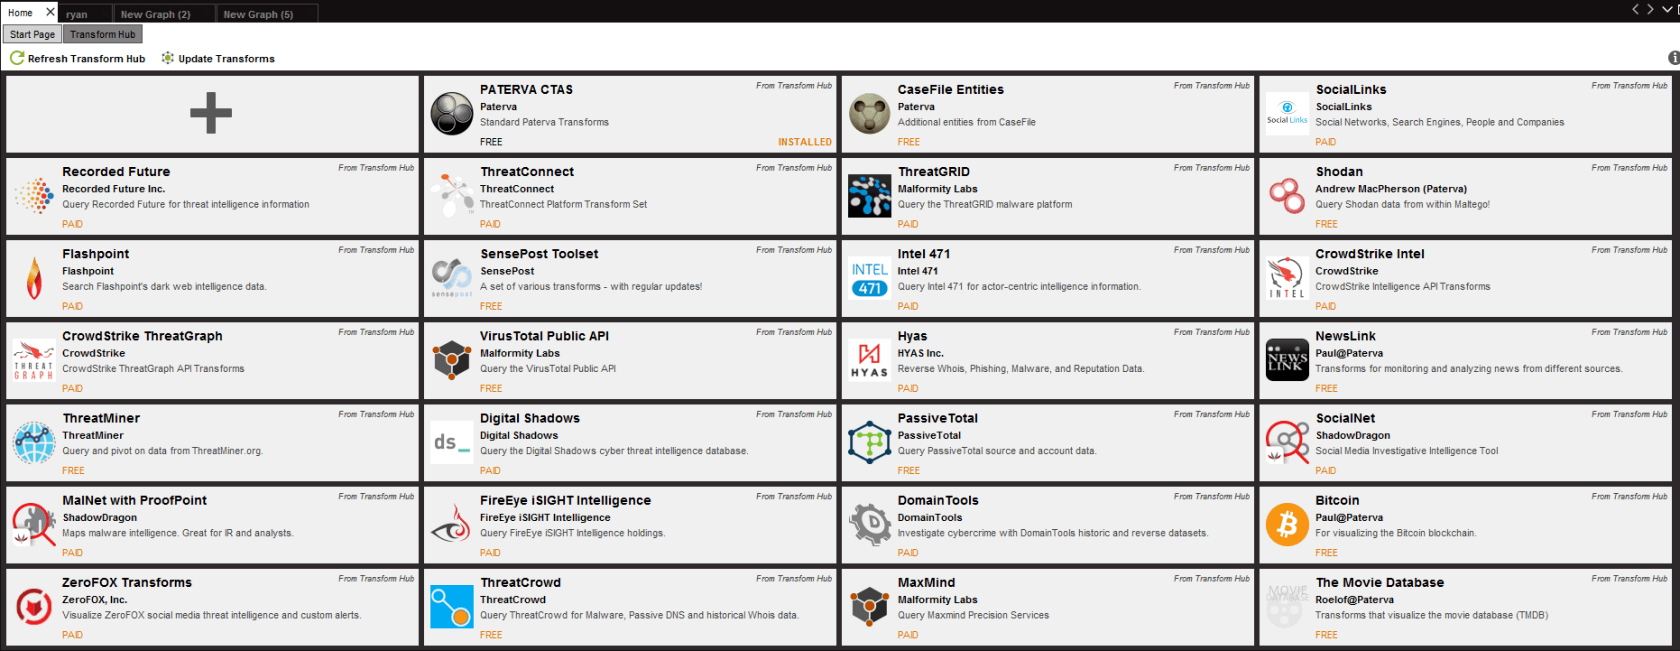 Home
ryan
New Graph (2)
New Graph (5)
Start Page
Transform Hub
Refresh Transform Hub
Update Transforms
PATERVA CTAS
From Transform Hub
Paterva
Standard Paterva Transforms
FREE
INSTALLED
CaseFile Entities
From Transform Hub
Paterva
Additional entities from CaseFile
FREE
Social Links
SocialLinks
From Transform Hub
SocialLinks
Social Networks, Search Engines, People and Companies
PAID
Recorded Future
From Transform Hub
Recorded Future Inc.
Query Recorded Future for threat intelligence information
PAID
ThreatConnect
From Transform Hub
ThreatConnect
ThreatConnect Platform Transform Set
PAID
ThreatGRID
From Transform Hub
Malformity Labs
Query the ThreatGRID malware platform
PAID
Shodan
From Transform Hub
Andrew MacPherson (Paterva)
Query Shodan data from within Maltego!
FREE
Flashpoint
From Transform Hub
Flashpoint
Search Flashpoint's dark web intelligence data.
PAID
sensepost
SensePost Toolset
From Transform Hub
SensePost
A set of various transforms - with regular updates!
FREE
INTEL
471
Intel 471
From Transform Hub
Intel 471
Query Intel 471 for actor-centric intelligence information.
PAID
INTEL
CrowdStrike Intel
From Transform Hub
CrowdStrike
CrowdStrike Intelligence API Transforms
PAID
THREAT
GRAPH
CrowdStrike ThreatGraph
From Transform Hub
CrowdStrike
CrowdStrike ThreatGraph API Transforms
PAID
VirusTotal Public API
From Transform Hub
Malformity Labs
Query the VirusTotal Public API
FREE
HYAS
Hyas
From Transform Hub
HYAS Inc.
Reverse Whois, Phishing, Malware, and Reputation Data.
PAID
NEWS
LINK
NewsLink
From Transform Hub
Paul@Paterva
Transforms for monitoring and analyzing news from different sources.
FREE
ThreatMiner
From Transform Hub
ThreatMiner
Query and pivot on data from ThreatMiner.org.
FREE
ds_
Digital Shadows
From Transform Hub
Digital Shadows
Query the Digital Shadows cyber threat intelligence database.
PAID
PassiveTotal
From Transform Hub
PassiveTotal
Query PassiveTotal source and account data.
FREE
SocialNet
From Transform Hub
ShadowDragon
Social Media Investigative Intelligence Tool
PAID
MalNet with ProofPoint
From Transform Hub
ShadowDragon
Maps malware intelligence. Great for IR and analysts.
PAID
FireEye iSIGHT Intelligence
From Transform Hub
FireEye iSIGHT Intelligence
Query FireEye iSIGHT Intelligence holdings.
PAID
D
DomainTools
From Transform Hub
DomainTools
Investigate cybercrime with DomainTools historic and reverse datasets.
PAID
Bitcoin
From Transform Hub
Paul@Paterva
For visualizing the Bitcoin blockchain.
FREE
ZeroFOX Transforms
From Transform Hub
ZeroFOX, Inc.
Visualize ZeroFOX social media threat intelligence and custom alerts.
PAID
ThreatCrowd
From Transform Hub
ThreatCrowd
Query ThreatCrowd for Malware, Passive DNS and historical Whois data.
FREE
MaxMind
From Transform Hub
Malformity Labs
Query Maxmind Precision Services
PAID
MOVIE
DATABASE
The Movie Database
From Transform Hub
Roelof@Paterva
Transforms that visualize the movie database (TMDB)
FREE